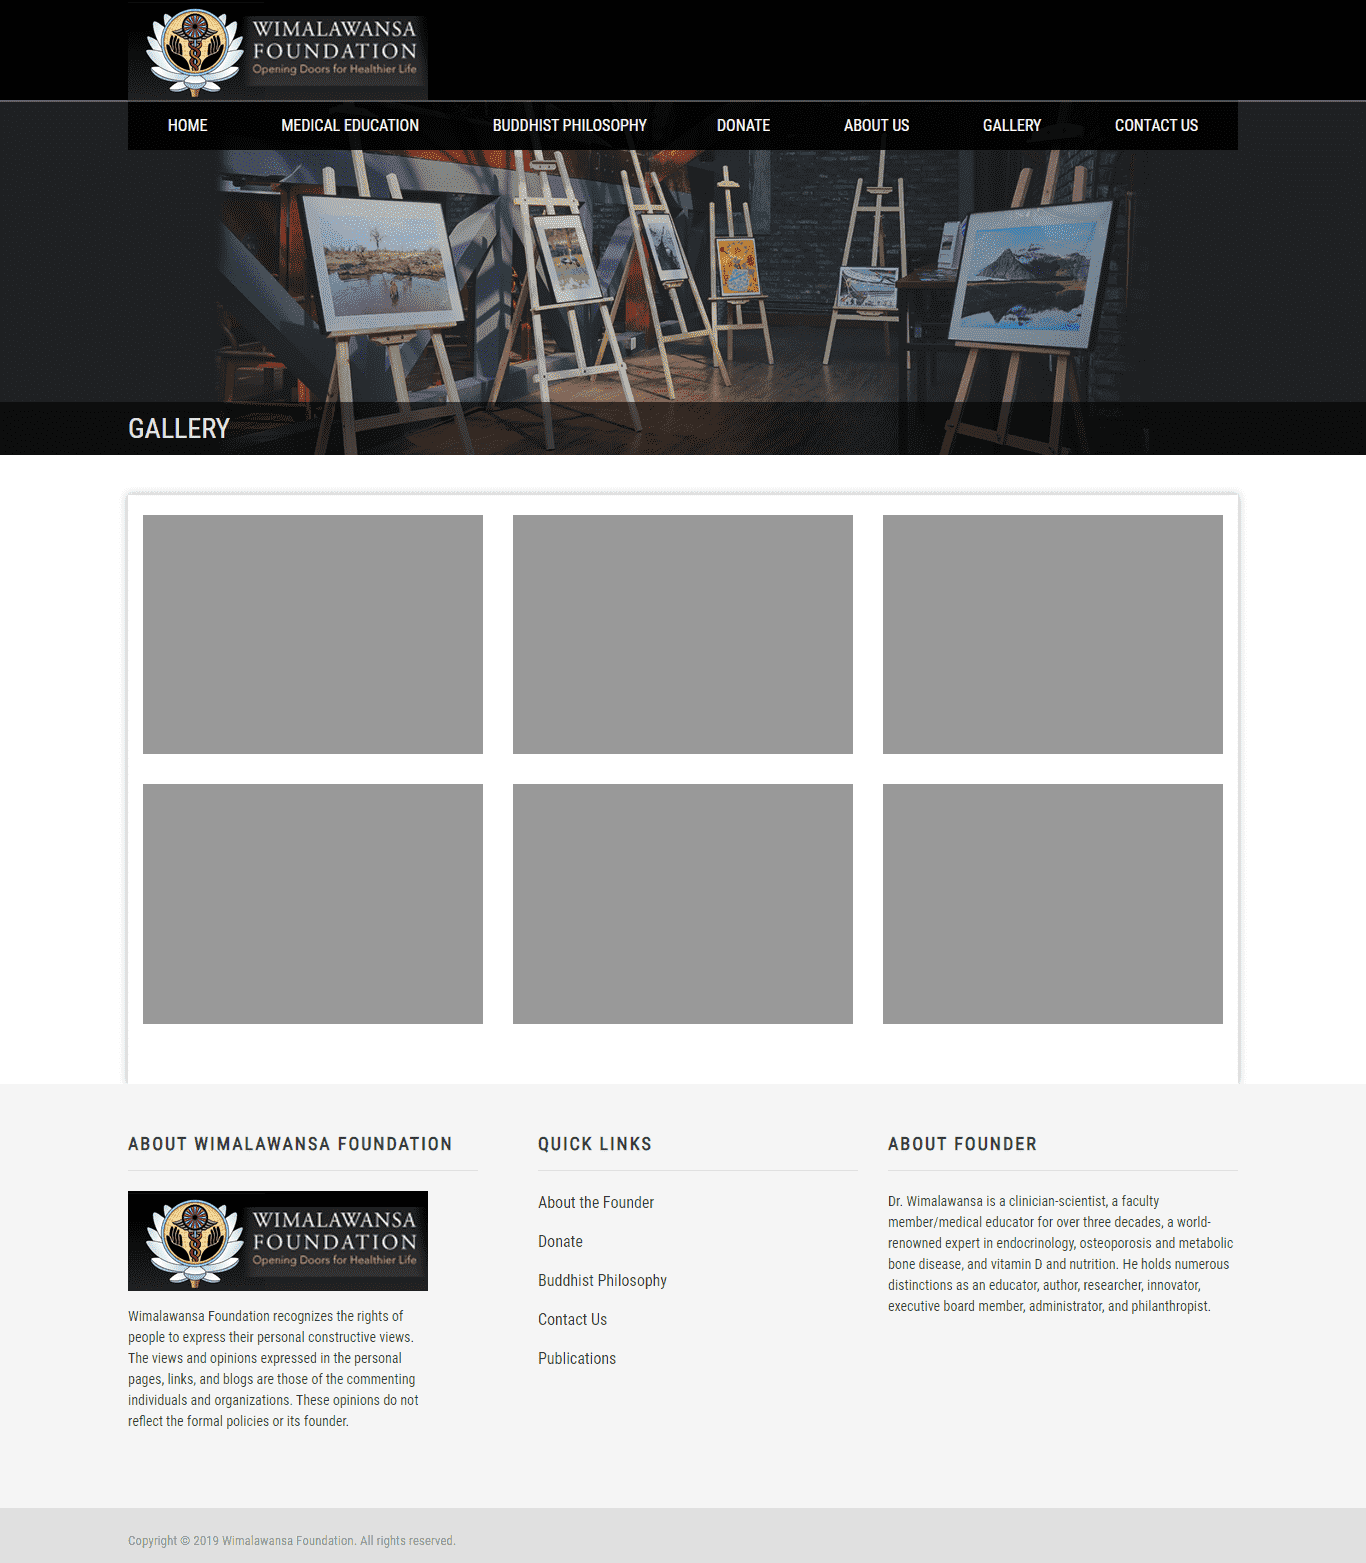 WIMALAWANSA
FOUNDATION
Opening Doors for Healthier Life
HOME MEDICAL EDUCATION BUDDHIST PHILOSOPHY DONATE ABOUT US GALLERY CONTACT US
GALLERY
ABOUT WIMALAWANSA FOUNDATION
WIMALAWANSA
FOUNDATION
Opening Doors for Healthier Life
Wimalawansa Foundation recognizes the rights of
people to express their personal constructive views.
The views and opinions expressed in the personal
pages, links, and blogs are those of the commenting
individuals and organizations. These opinions do not
reflect the formal policies or its founder.
QUICK LINKS
About the Founder
Donate
Buddhist Philosophy
Contact Us
Publications
ABOUT FOUNDER
Dr. Wimalawansa is a clinician-scientist, a faculty
member/medical educator for over three decades, a world-
renowned expert in endocrinology, osteoporosis and metabolic
bone disease, and vitamin D and nutrition. He holds numerous
distinctions as an educator, author, researcher, innovator,
executive board member, administrator, and philanthropist.
Copyright © 2019 Wimalawansa Foundation. All rights reserved.